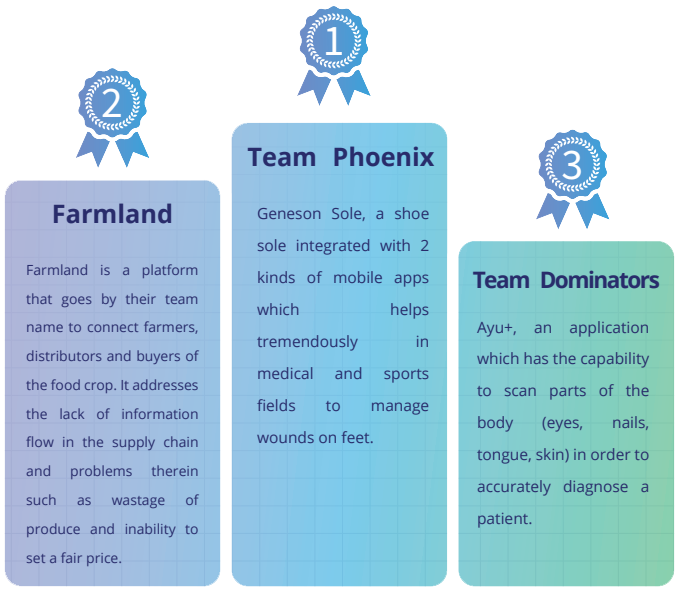 2
Farmland
Farmland is a platform
that goes by their team
name to connect farmers,
distributors and buyers of
the food crop. It addresses
the lack of information
flow in the supply chain
and problems therein
such as wastage of
produce and inability to
set a fair price.
1
Team Phoenix
Geneson Sole, a shoe
sole integrated with 2
kinds of mobile apps
which helps
tremendously in
medical and sports
fields to manage
wounds on feet.
3
Team Dominators
Ayu+, an application
which has the capability
to scan parts of the
body (eyes, nails,
tongue, skin) in order to
accurately diagnose a
patient.